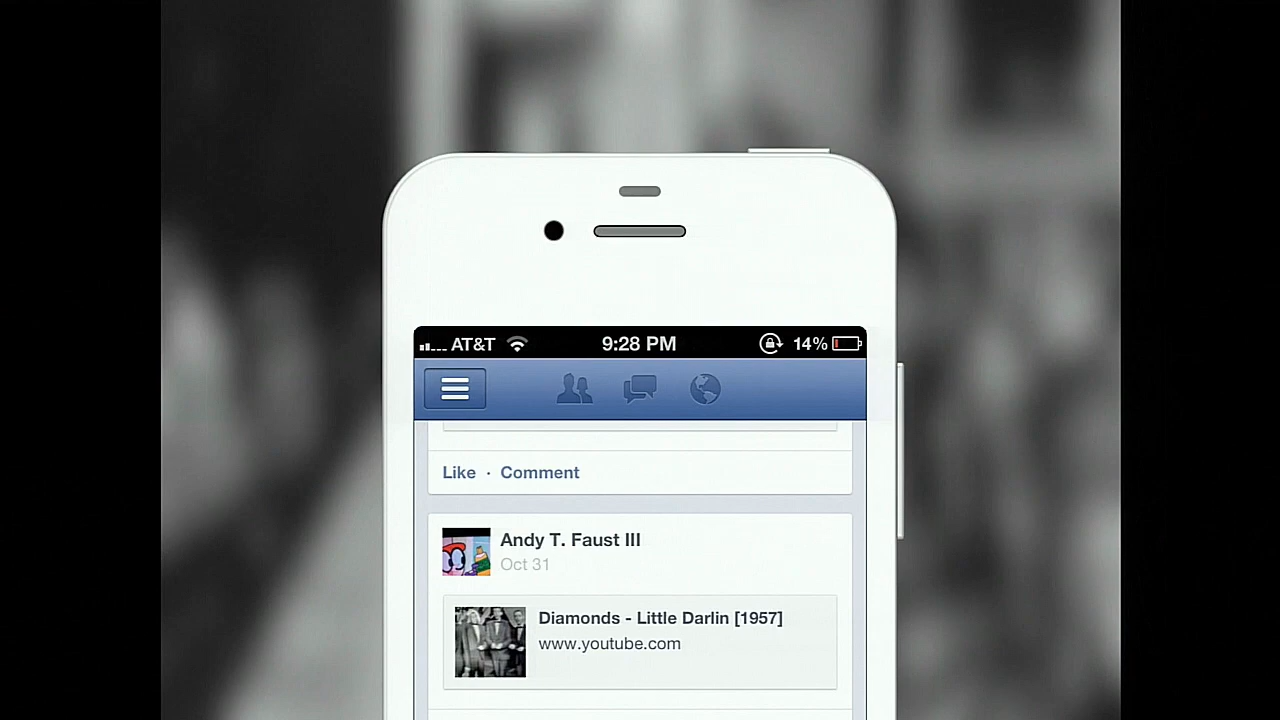 AT&T 9:28 PM 14%
Like · Comment
Andy T. Faust III
Oct 31
Diamonds - Little Darlin [1957]
www.youtube.com